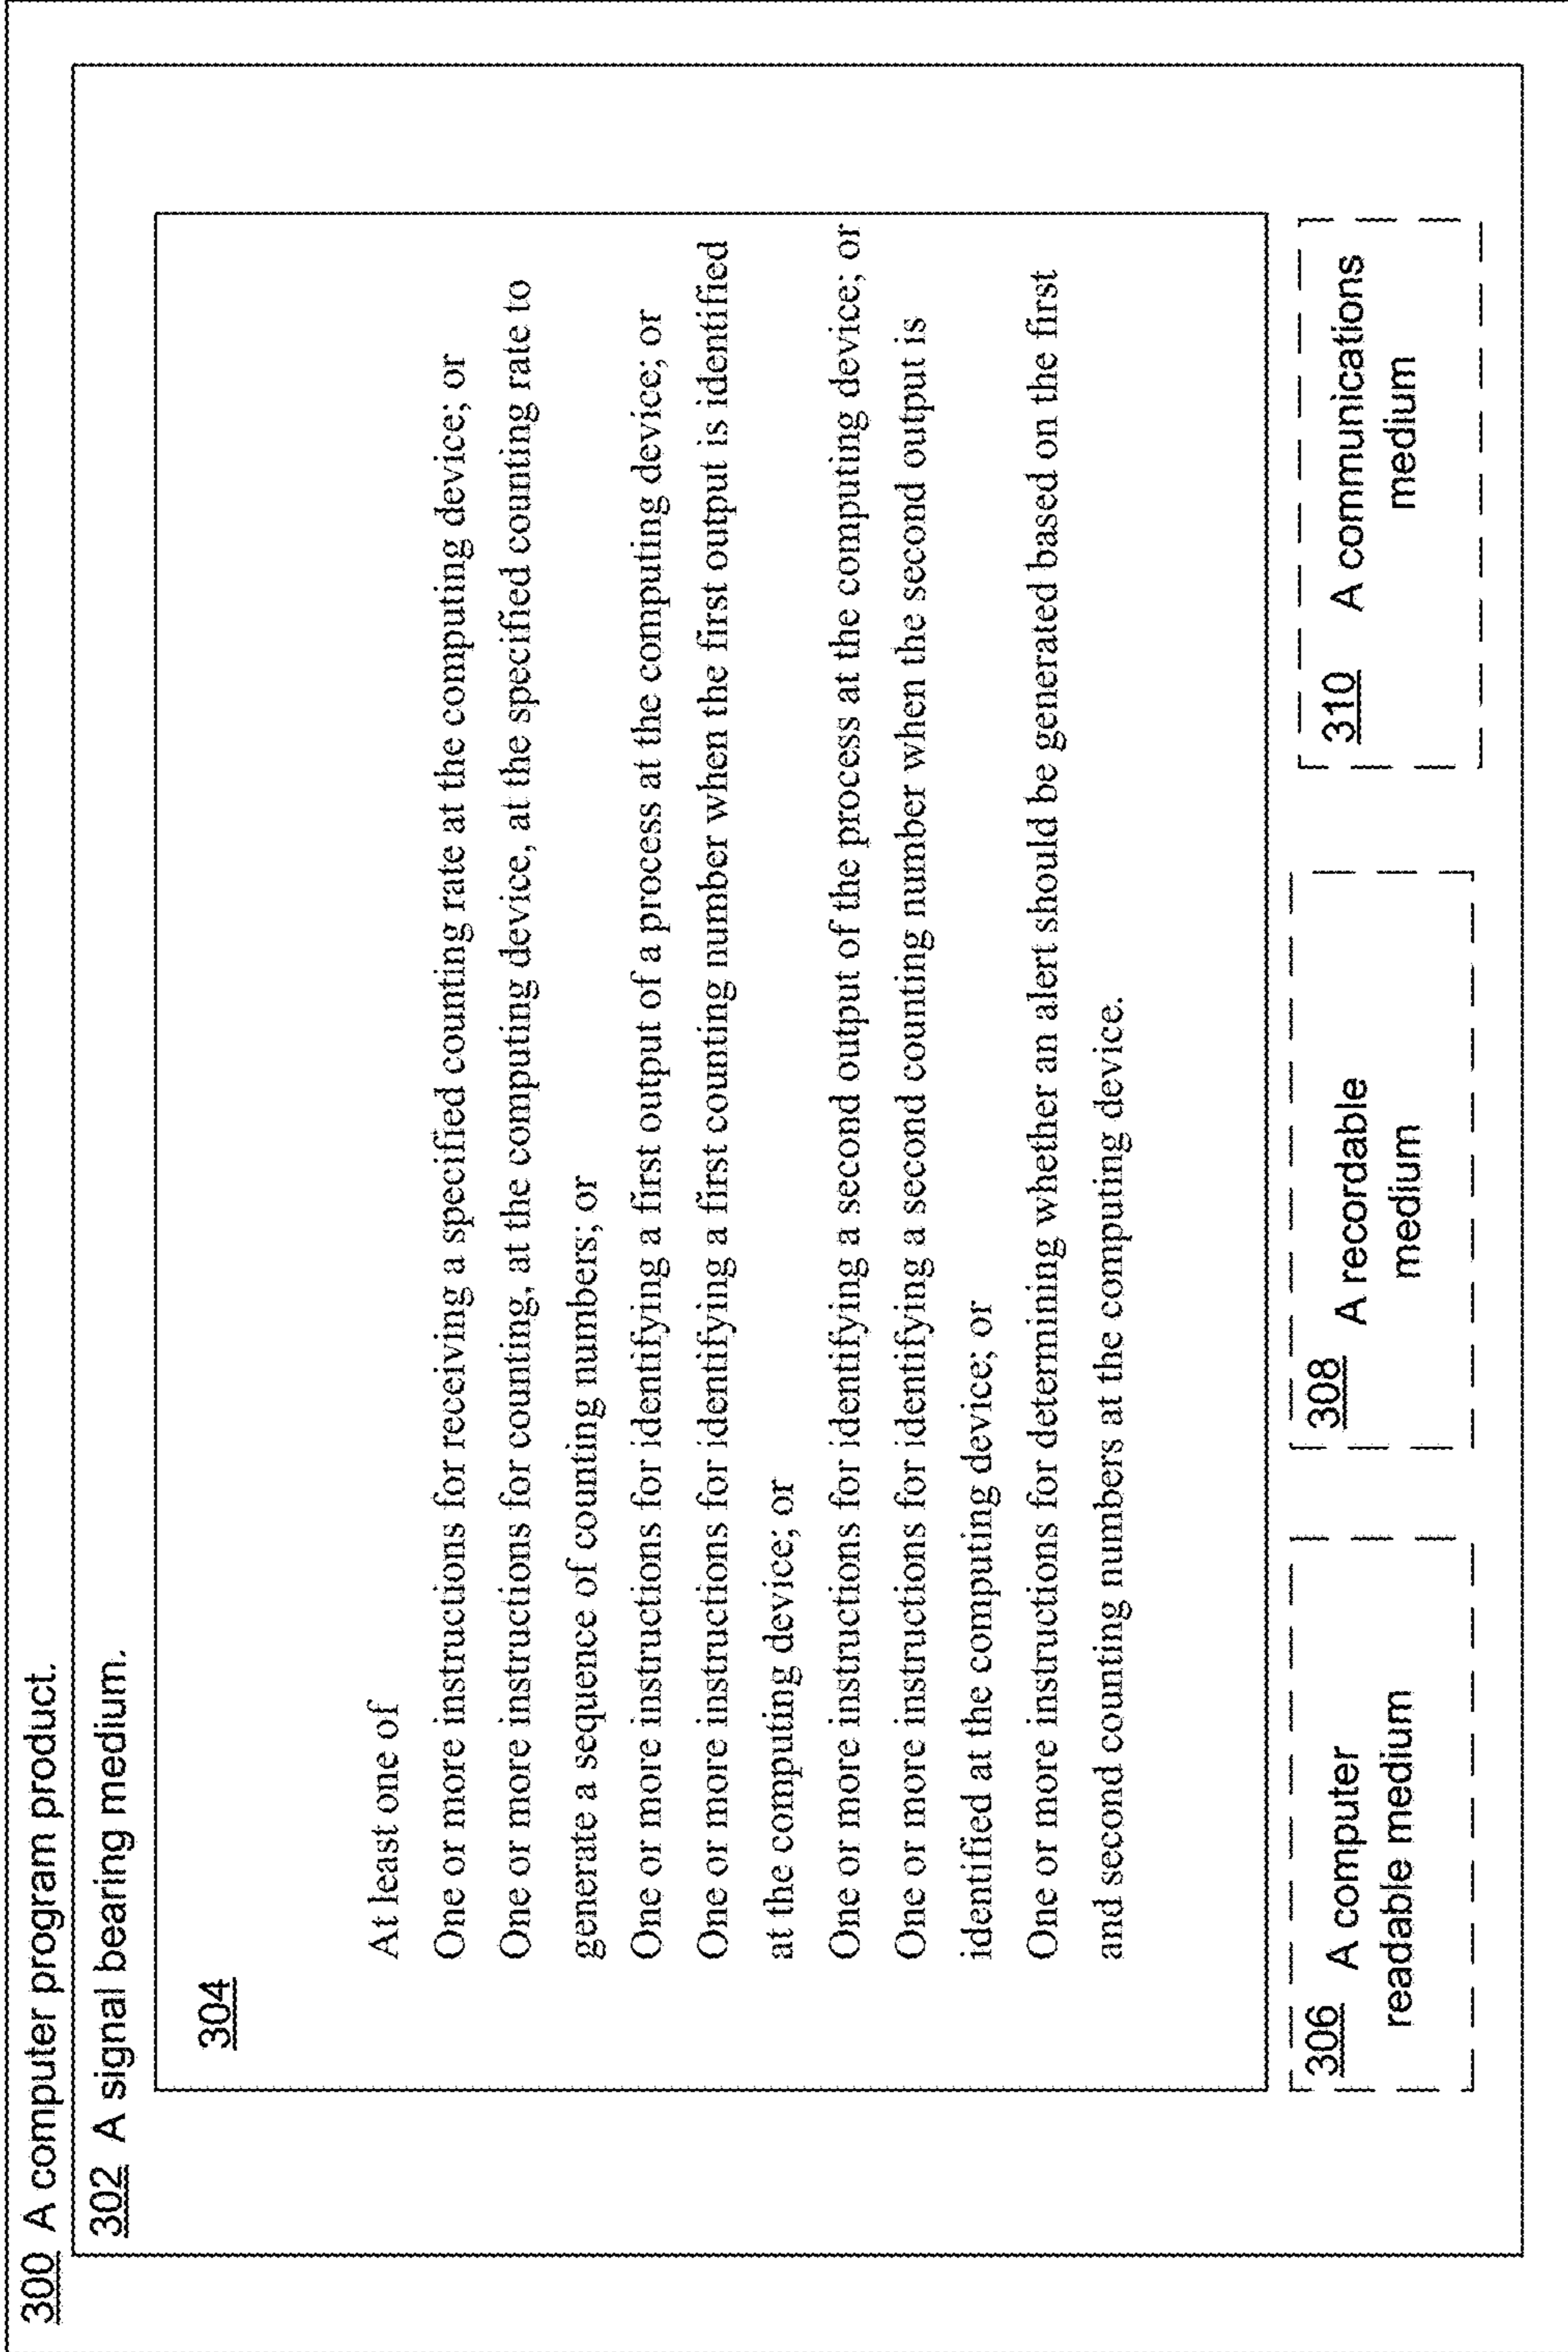 300 A computer program product.
302 A signal bearing medium.
304
At least one of
One or more instructions for receiving a specified counting rate at the computing device; or
One or more instructions for counting, at the computing device, at the specified counting rate to
generate a sequence of counting numbers; or
One or more instructions for identifying a first output of a process at the computing device; or
One or more instructions for identifying a first counting number when the first output is identified
at the computing device; or
One or more instructions for identifying a second output of the process at the computing device; or
One or more instructions for identifying a second counting number when the second output is
identified at the computing device; or
One or more instructions for determining whether an alert should be generated based on the first
and second counting numbers at the computing device.
306 A computer
readable medium
308 A recordable
medium
310 A communications
medium